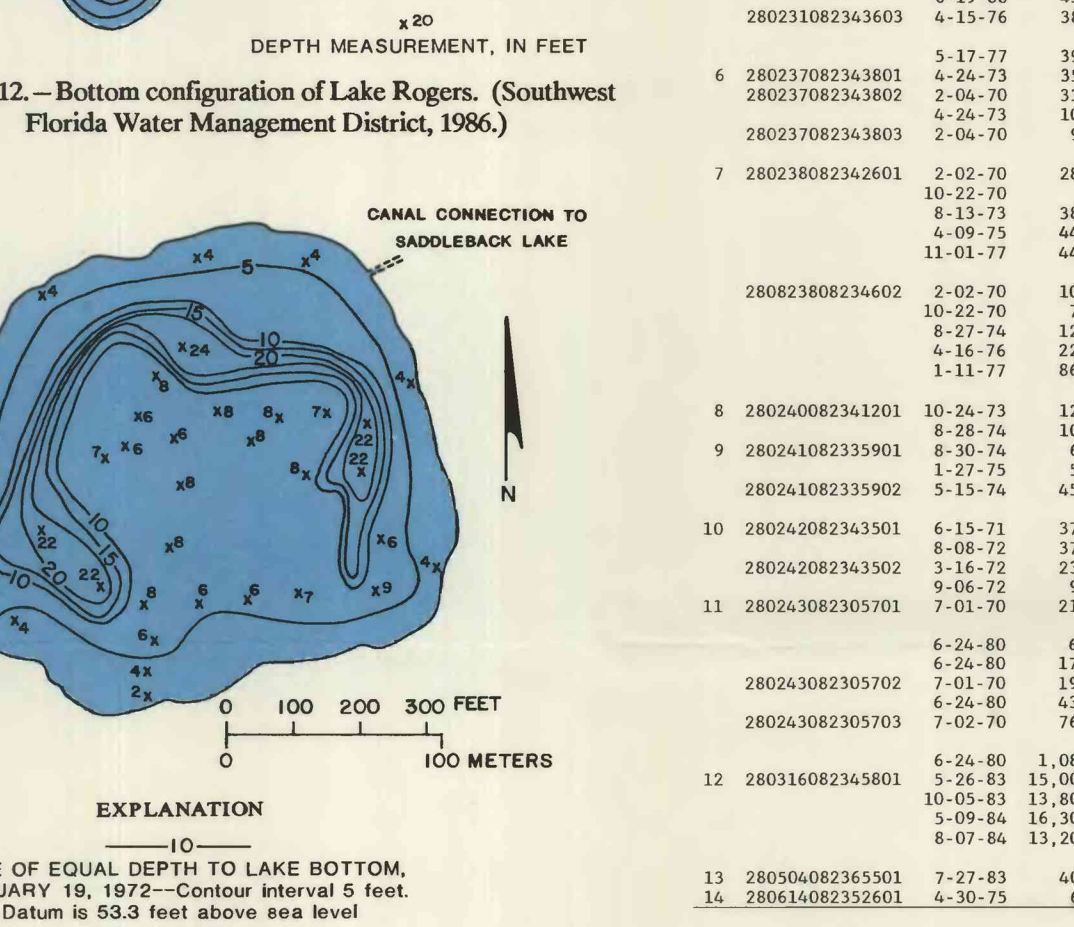 x 20
DEPTH MEASUREMENT, IN FEET
12.—Bottom configuration of Lake Rogers. (Southwest
Florida Water Management District, 1986.)
CANAL CONNECTION TO
SADDLEBACK LAKE
x4
x4
5
x4
15
10
20
x24
x8
4x
x6
x8
8x
7x
x
22
x6
x6
x8
7x
22
x
8x
x8
10
x
22
15
x8
x6
4x
20
22x
10
8
x
6
x
6
x
x7
x9
x4
6x
4x
2x
N
0 100 200 300 FEET
0 100 METERS
EXPLANATION
10
OF EQUAL DEPTH TO LAKE BOTTOM,
UARY 19, 1972--Contour interval 5 feet.
Datum is 53.3 feet above sea level
280231082343603 4-15-76
5-17-77
6 280237082343801 4-24-73
280237082343802 2-04-70
4-24-73
280237082343803 2-04-70
7 280238082342601 2-02-70
10-22-70
8-13-73
4-09-75
11-01-77
280823808234602 2-02-70
10-22-70
8-27-74
4-16-76
1-11-77
8 280240082341201 10-24-73
8-28-74
9 280241082335901 8-30-74
1-27-75
280241082335902 5-15-74
10 280242082343501 6-15-71
8-08-72
280242082343502 3-16-72
9-06-72
11 280243082305701 7-01-70
6-24-80
6-24-80
280243082305702 7-01-70
6-24-80
280243082305703 7-02-70
6-24-80 1,08
12 280316082345801 5-26-83 15,00
10-05-83 13,80
5-09-84 16,30
8-07-84 13,20
13 280504082365501 7-27-83 40
14 280614082352601 4-30-75 6